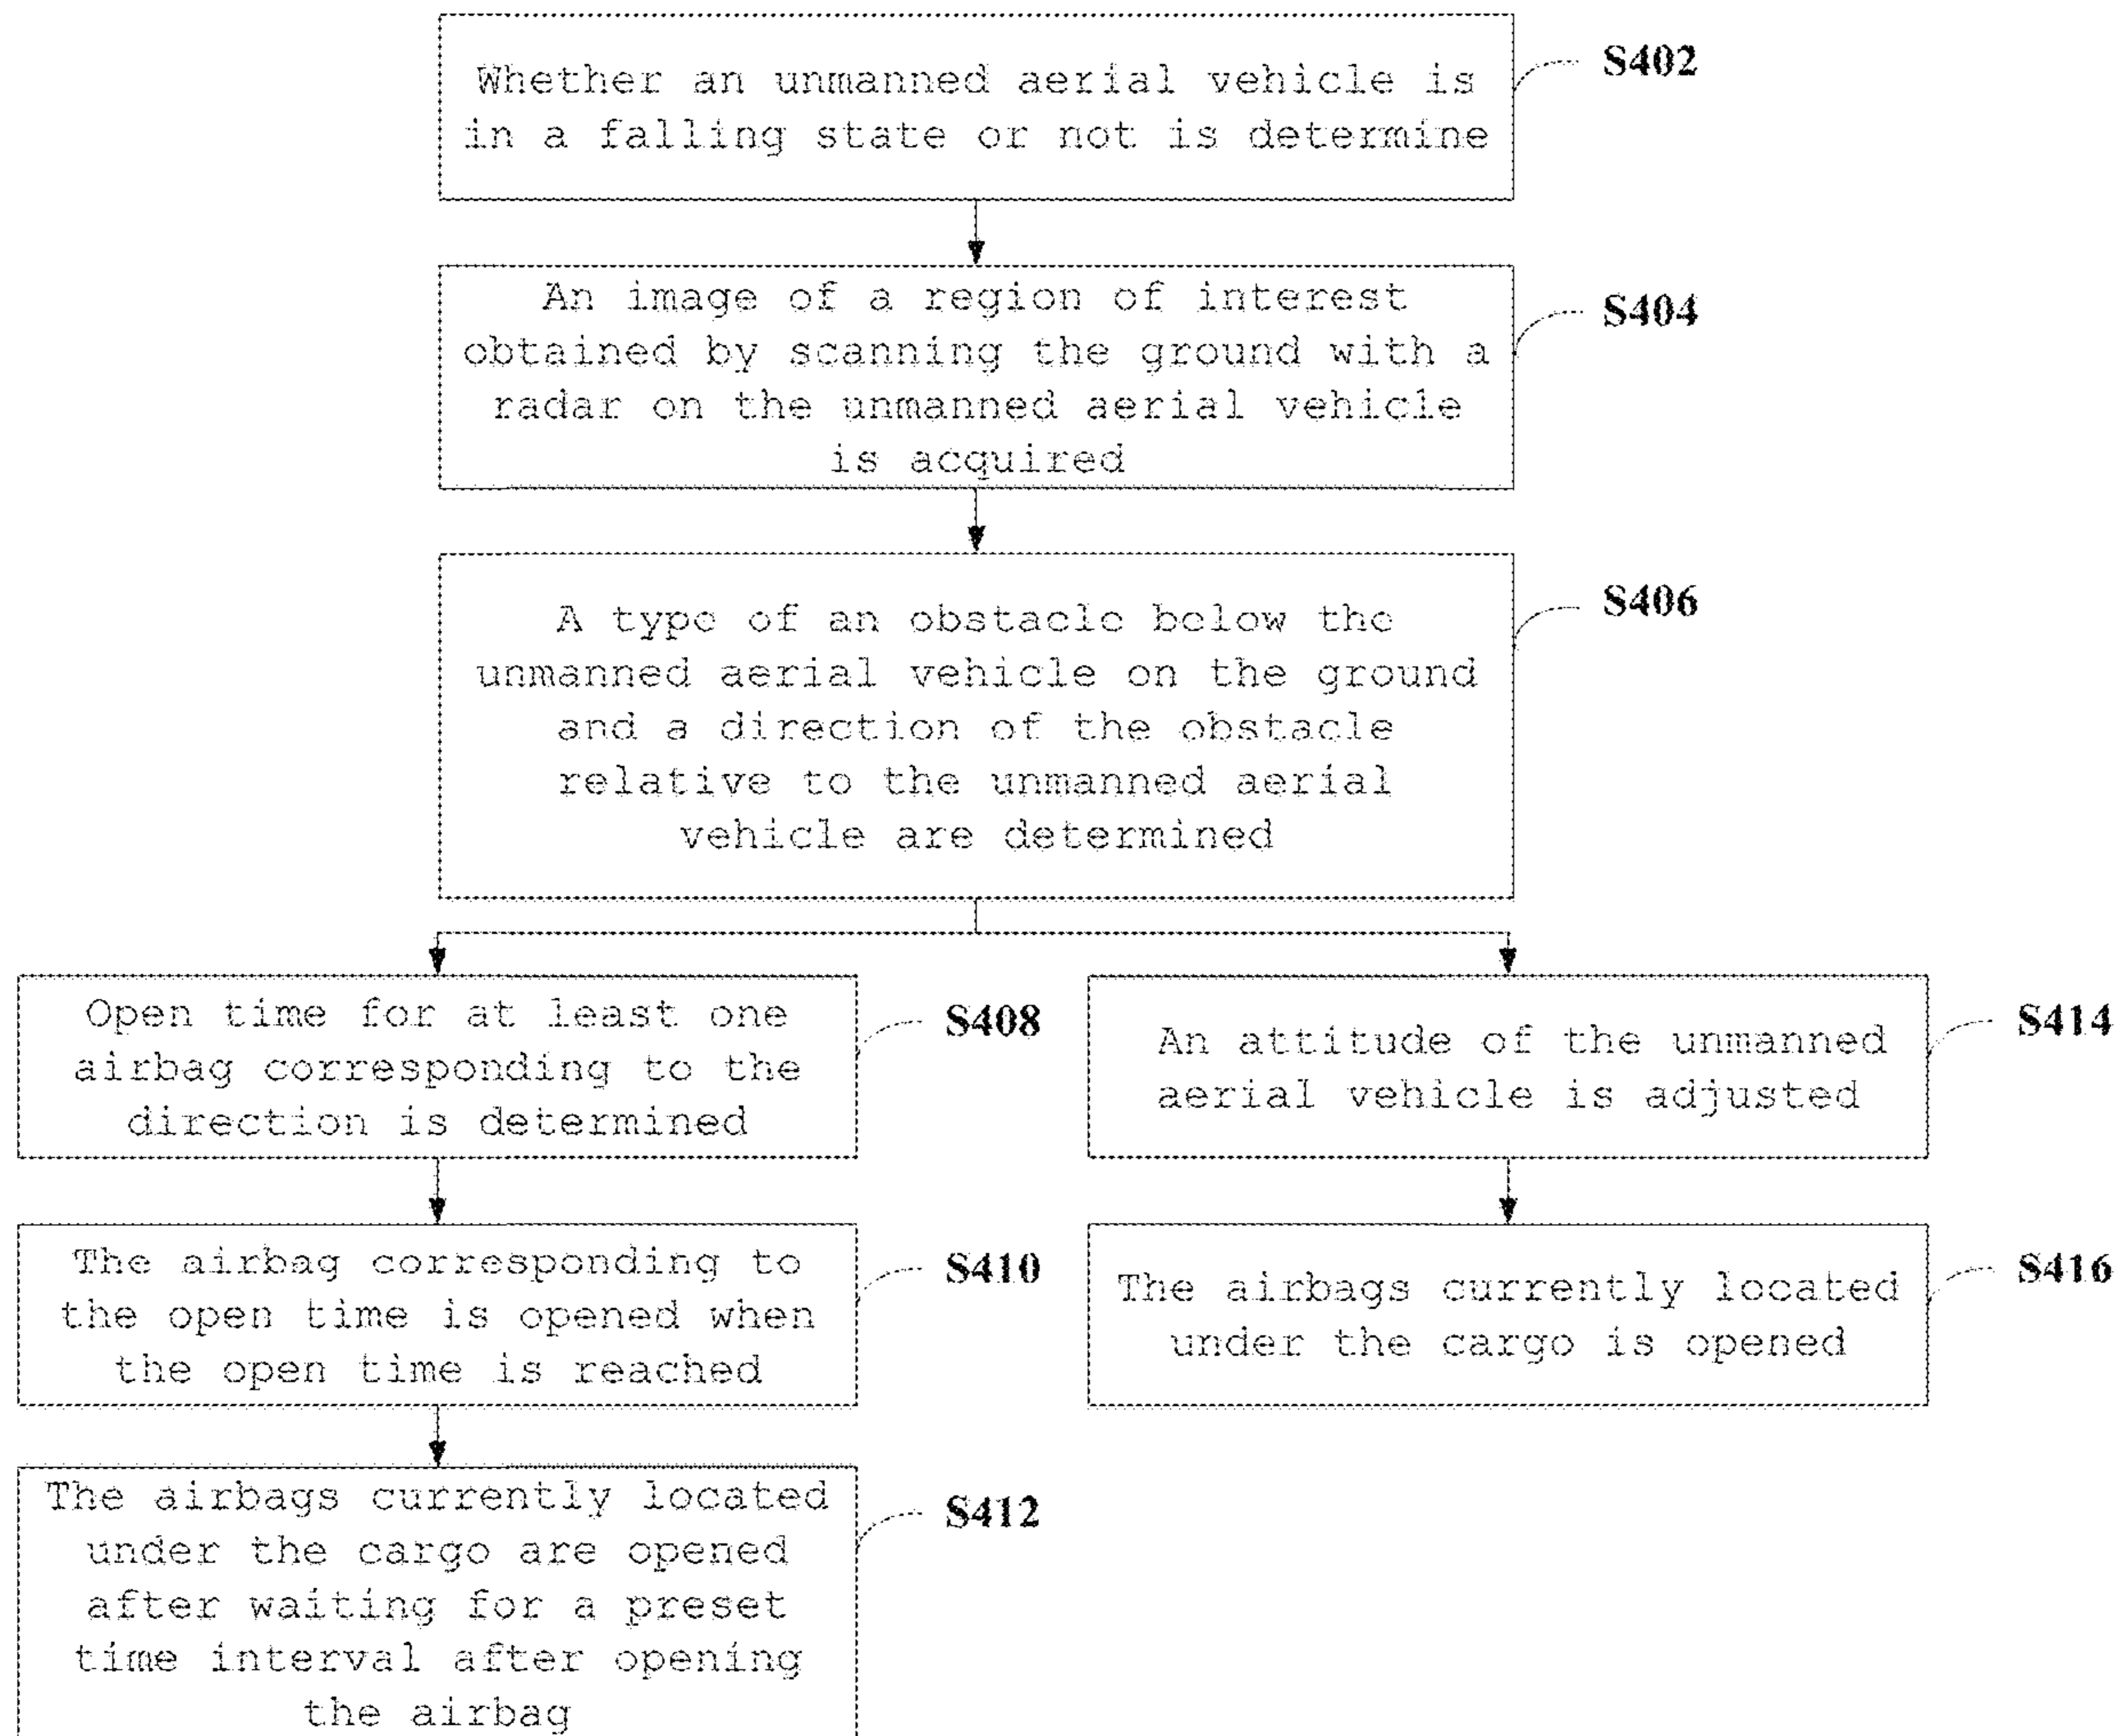 Whether an unmanned aerial vehicle is
in a falling state or not is determine
S402
An image of a region of interest
obtained by scanning the ground with a
radar on the unmanned aerial vehicle
is acquired
S404
A type of an obstacle below the
unmanned aerial vehicle on the ground
and a direction of the obstacle
relative to the unmanned aerial
vehicle are determined
S406
Open time for at least one
airbag corresponding to the
direction is determined
S408
The airbag corresponding to
the open time is opened when
the open time is reached
S410
The airbags currently located
under the cargo are opened
after waiting for a preset
time interval after opening
the airbag
S412
An attitude of the unmanned
aerial vehicle is adjusted
S414
The airbags currently located
under the cargo is opened
S416